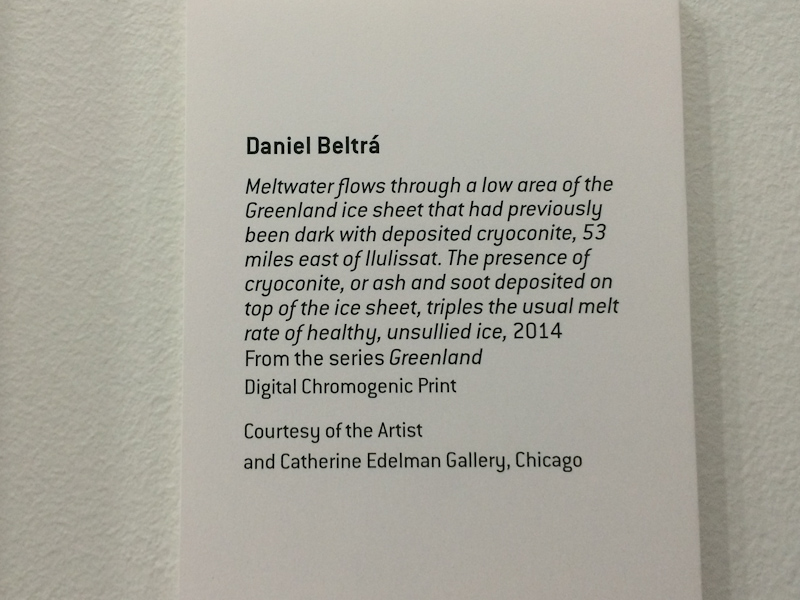 Daniel Beltrá
Meltwater flows through a low area of the
Greenland ice sheet that had previously
been dark with deposited cryoconite, 53
miles east of Ilulissat. The presence of
cryoconite, or ash and soot deposited on
top of the ice sheet, triples the usual melt
rate of healthy, unsullied ice, 2014
From the series Greenland
Digital Chromogenic Print
Courtesy of the Artist
and Catherine Edelman Gallery, Chicago